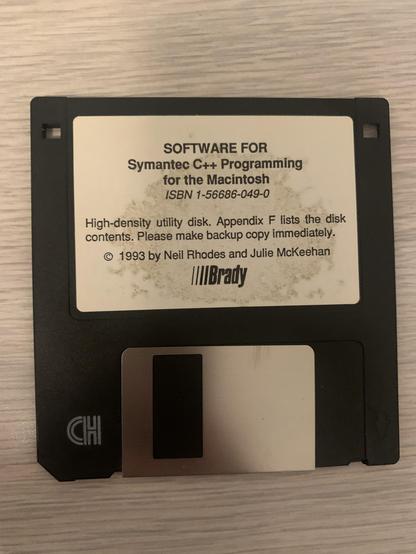 SOFTWARE FOR
Symantec C++ Programming
for the Macintosh
ISBN 1-56686-049-0
High-density utility disk. Appendix F lists the disk
contents. Please make backup copy immediately.
© 1993 by Neil Rhodes and Julie McKeehan
Brady
CH